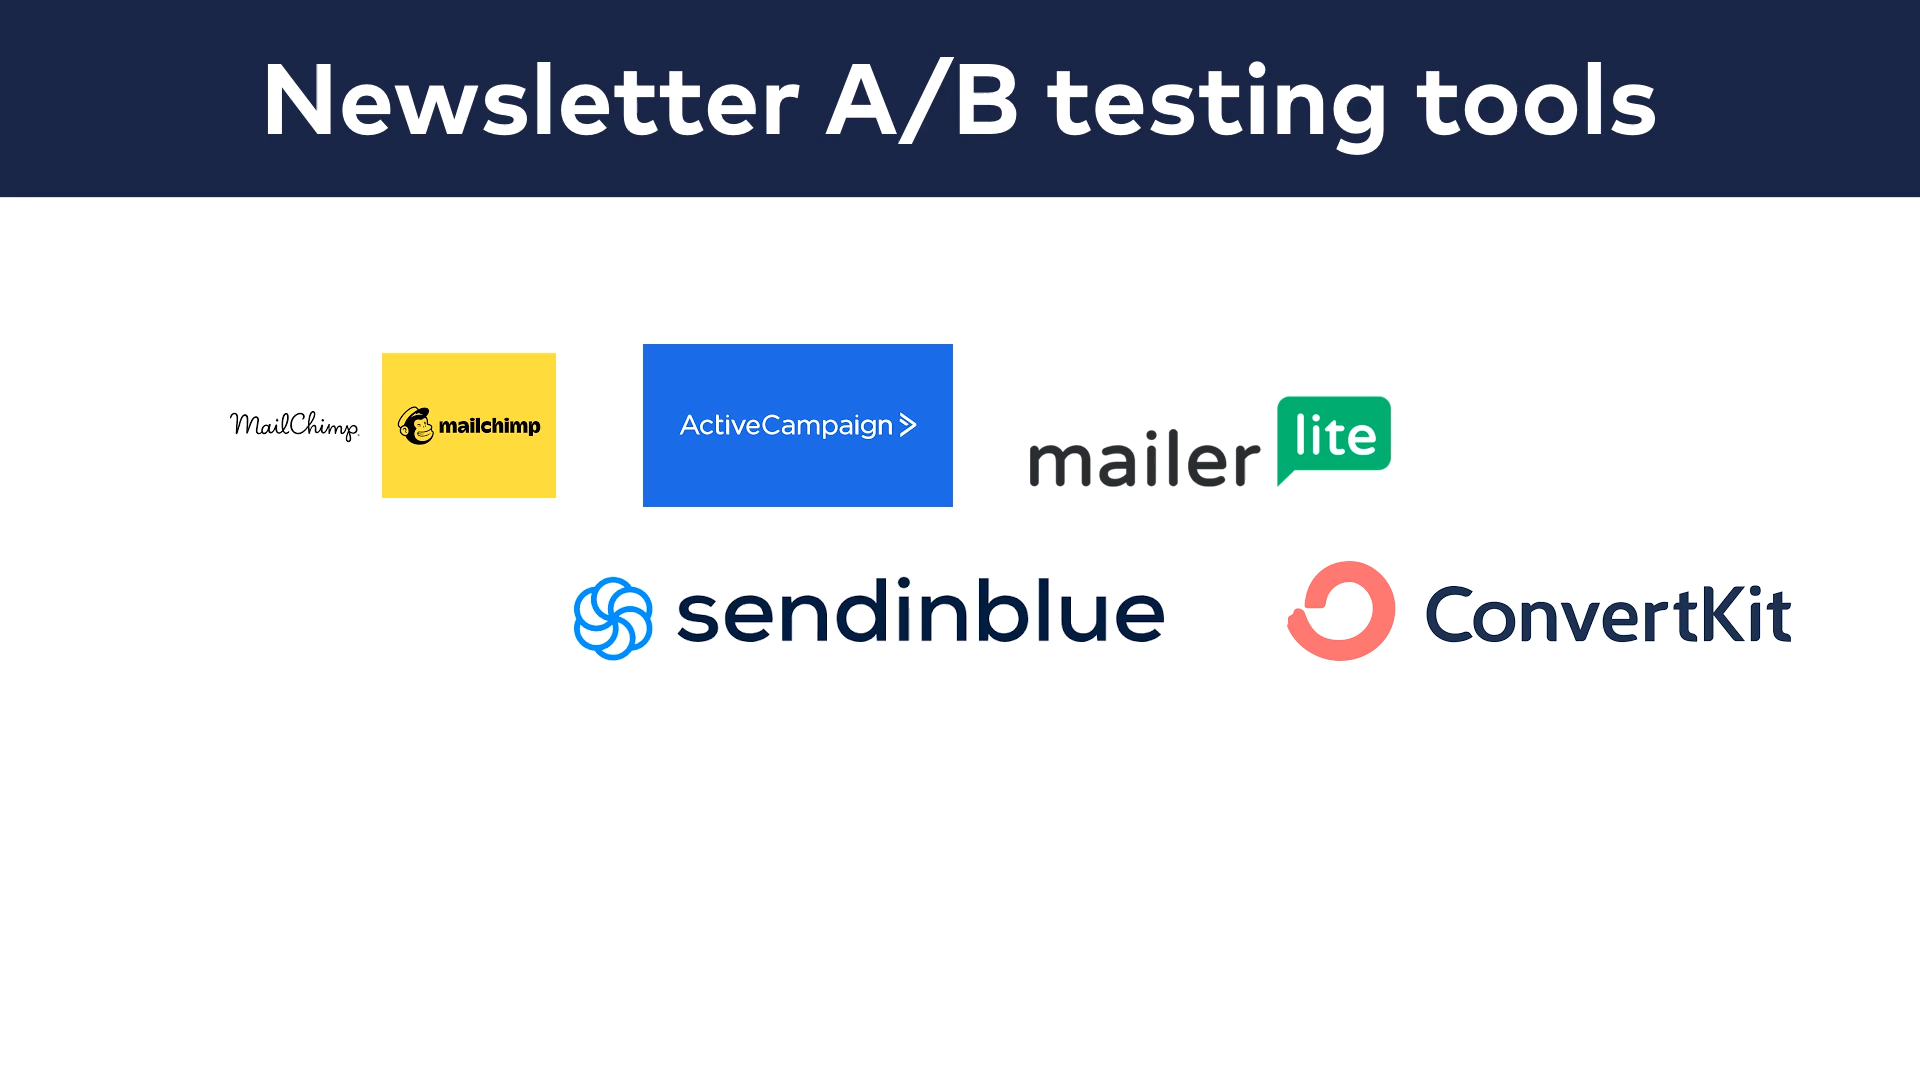 Newsletter A/B testing tools
MailChimp
mailchimp
ActiveCampaign
mailer lite
sendinblue
ConvertKit